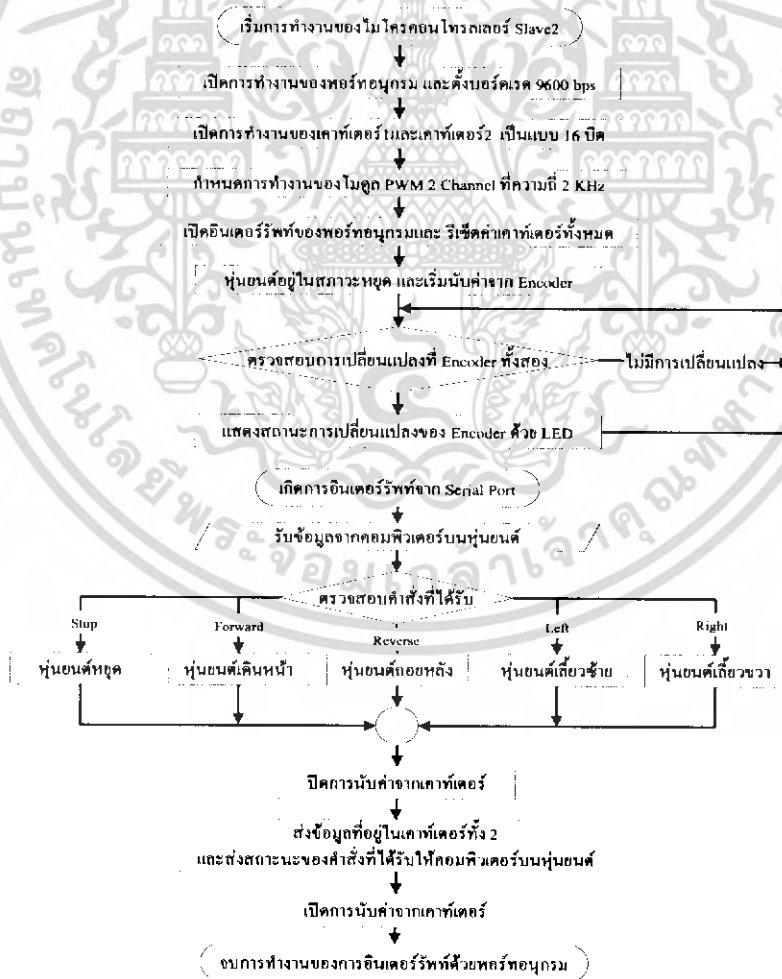 เริ่มการทำงานของไมโครคอนโทรลเลอร์ Slave2
เปิดการทำงานของพอร์ทอนุกรม และตั้งบอร์ดเรต 9600 bps
เปิดการทำงานของเคาท์เตอร์1และเคาท์เตอร์2 เป็นแบบ 16 บิต
กำหนดการทำงานของโมดูล PWM 2 Channel ที่ความถี่ 2 KHz
เปิดอินเตอร์รัพท์ของพอร์ทอนุกรมและ รีเซ็ตค่าเคาท์เตอร์ทั้งหมด
หุ่นยนต์อยู่ในสภาวะหยุด และเริ่มนับค่าจาก Encoder
ตรวจสอบการเปลี่ยนแปลงที่ Encoder ทั้งสอง
ไม่มีการเปลี่ยนแปลง
แสดงสถานะการเปลี่ยนแปลงของ Encoder ด้วย LED
เกิดการอินเตอร์รัพท์จาก Serial Port
รับข้อมูลจากคอมพิวเตอร์บนหุ่นยนต์
ตรวจสอบคำสั่งที่ได้รับ
Stop
Forward
Reverse
Left
Right
หุ่นยนต์หยุด
หุ่นยนต์เดินหน้า
หุ่นยนต์ถอยหลัง
หุ่นยนต์เลี้ยวซ้าย
หุ่นยนต์เลี้ยวขวา
ปิดการนับค่าจากเคาท์เตอร์
ส่งข้อมูลที่อยู่ในเคาท์เตอร์ทั้ง 2
และส่งสถานะของคำสั่งที่ได้รับให้คอมพิวเตอร์บนหุ่นยนต์
เปิดการนับค่าจากเคาท์เตอร์
จบการทำงานของการอินเตอร์รัพท์ด้วยพอร์ทอนุกรม